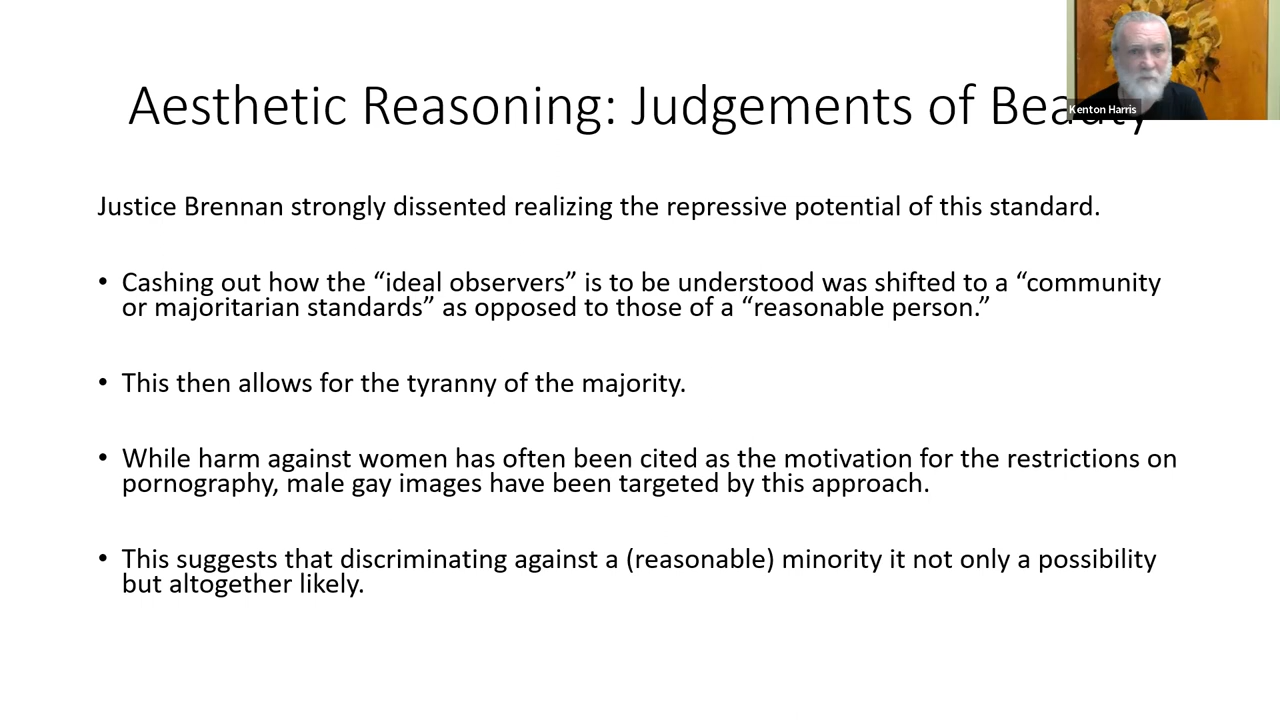 Aesthetic Reasoning: Judgements of Beauty
Kenton Harris
Justice Brennan strongly dissented realizing the repressive potential of this standard.
• Cashing out how the “ideal observers” is to be understood was shifted to a “community
or majoritarian standards” as opposed to those of a “reasonable person.”
• This then allows for the tyranny of the majority.
• While harm against women has often been cited as the motivation for the restrictions on
pornography, male gay images have been targeted by this approach.
• This suggests that discriminating against a (reasonable) minority it not only a possibility
but altogether likely.